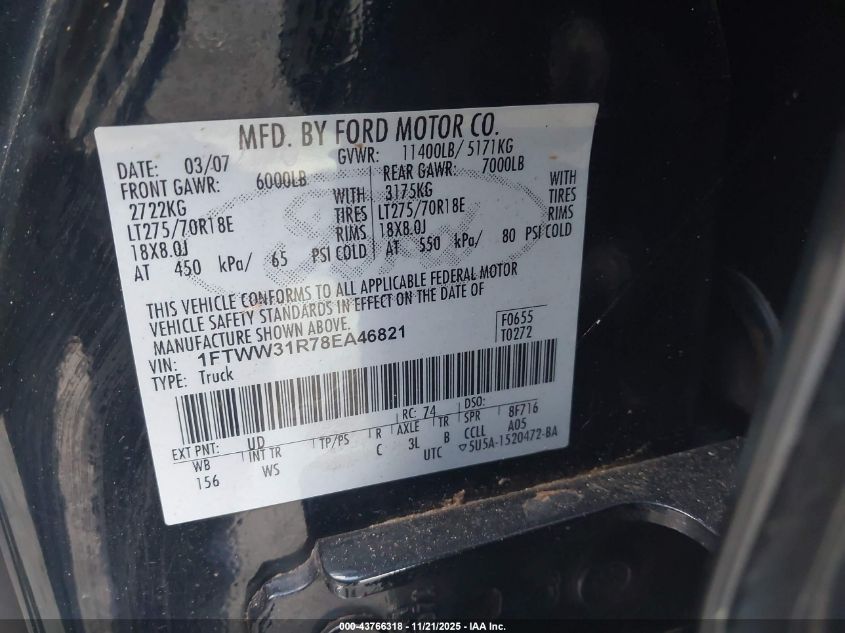 MFD. BY FORD MOTOR CO.
DATE: 03/07 GVWR: 11400LB/ 5171KG
FRONT GAWR: 6000LB REAR GAWR: 7000LB
2722KG WITH 3175KG WITH
LT275/70R18E TIRES LT275/70R18E TIRES
18X8.0J RIMS 18X8.0J RIMS
AT 450 kPa/ 65 PSI COLD AT 550 kPa/ 80 PSI COLD
THIS VEHICLE CONFORMS TO ALL APPLICABLE FEDERAL MOTOR
VEHICLE SAFETY STANDARDS IN EFFECT ON THE DATE OF
MANUFACTURE SHOWN ABOVE.
VIN: 1FTWW31R78EA46821
TYPE: Truck
F0655
T0272
EXT PNT: UD RC: 74 DSO:
WB INT TR TP/PS R AXLE TR SPR 8F716
156 WS C 3L B CCLL A05
UTC ▽5U5A-1520472-BA
000-43766318 - 11/21/2025 - IAA Inc.